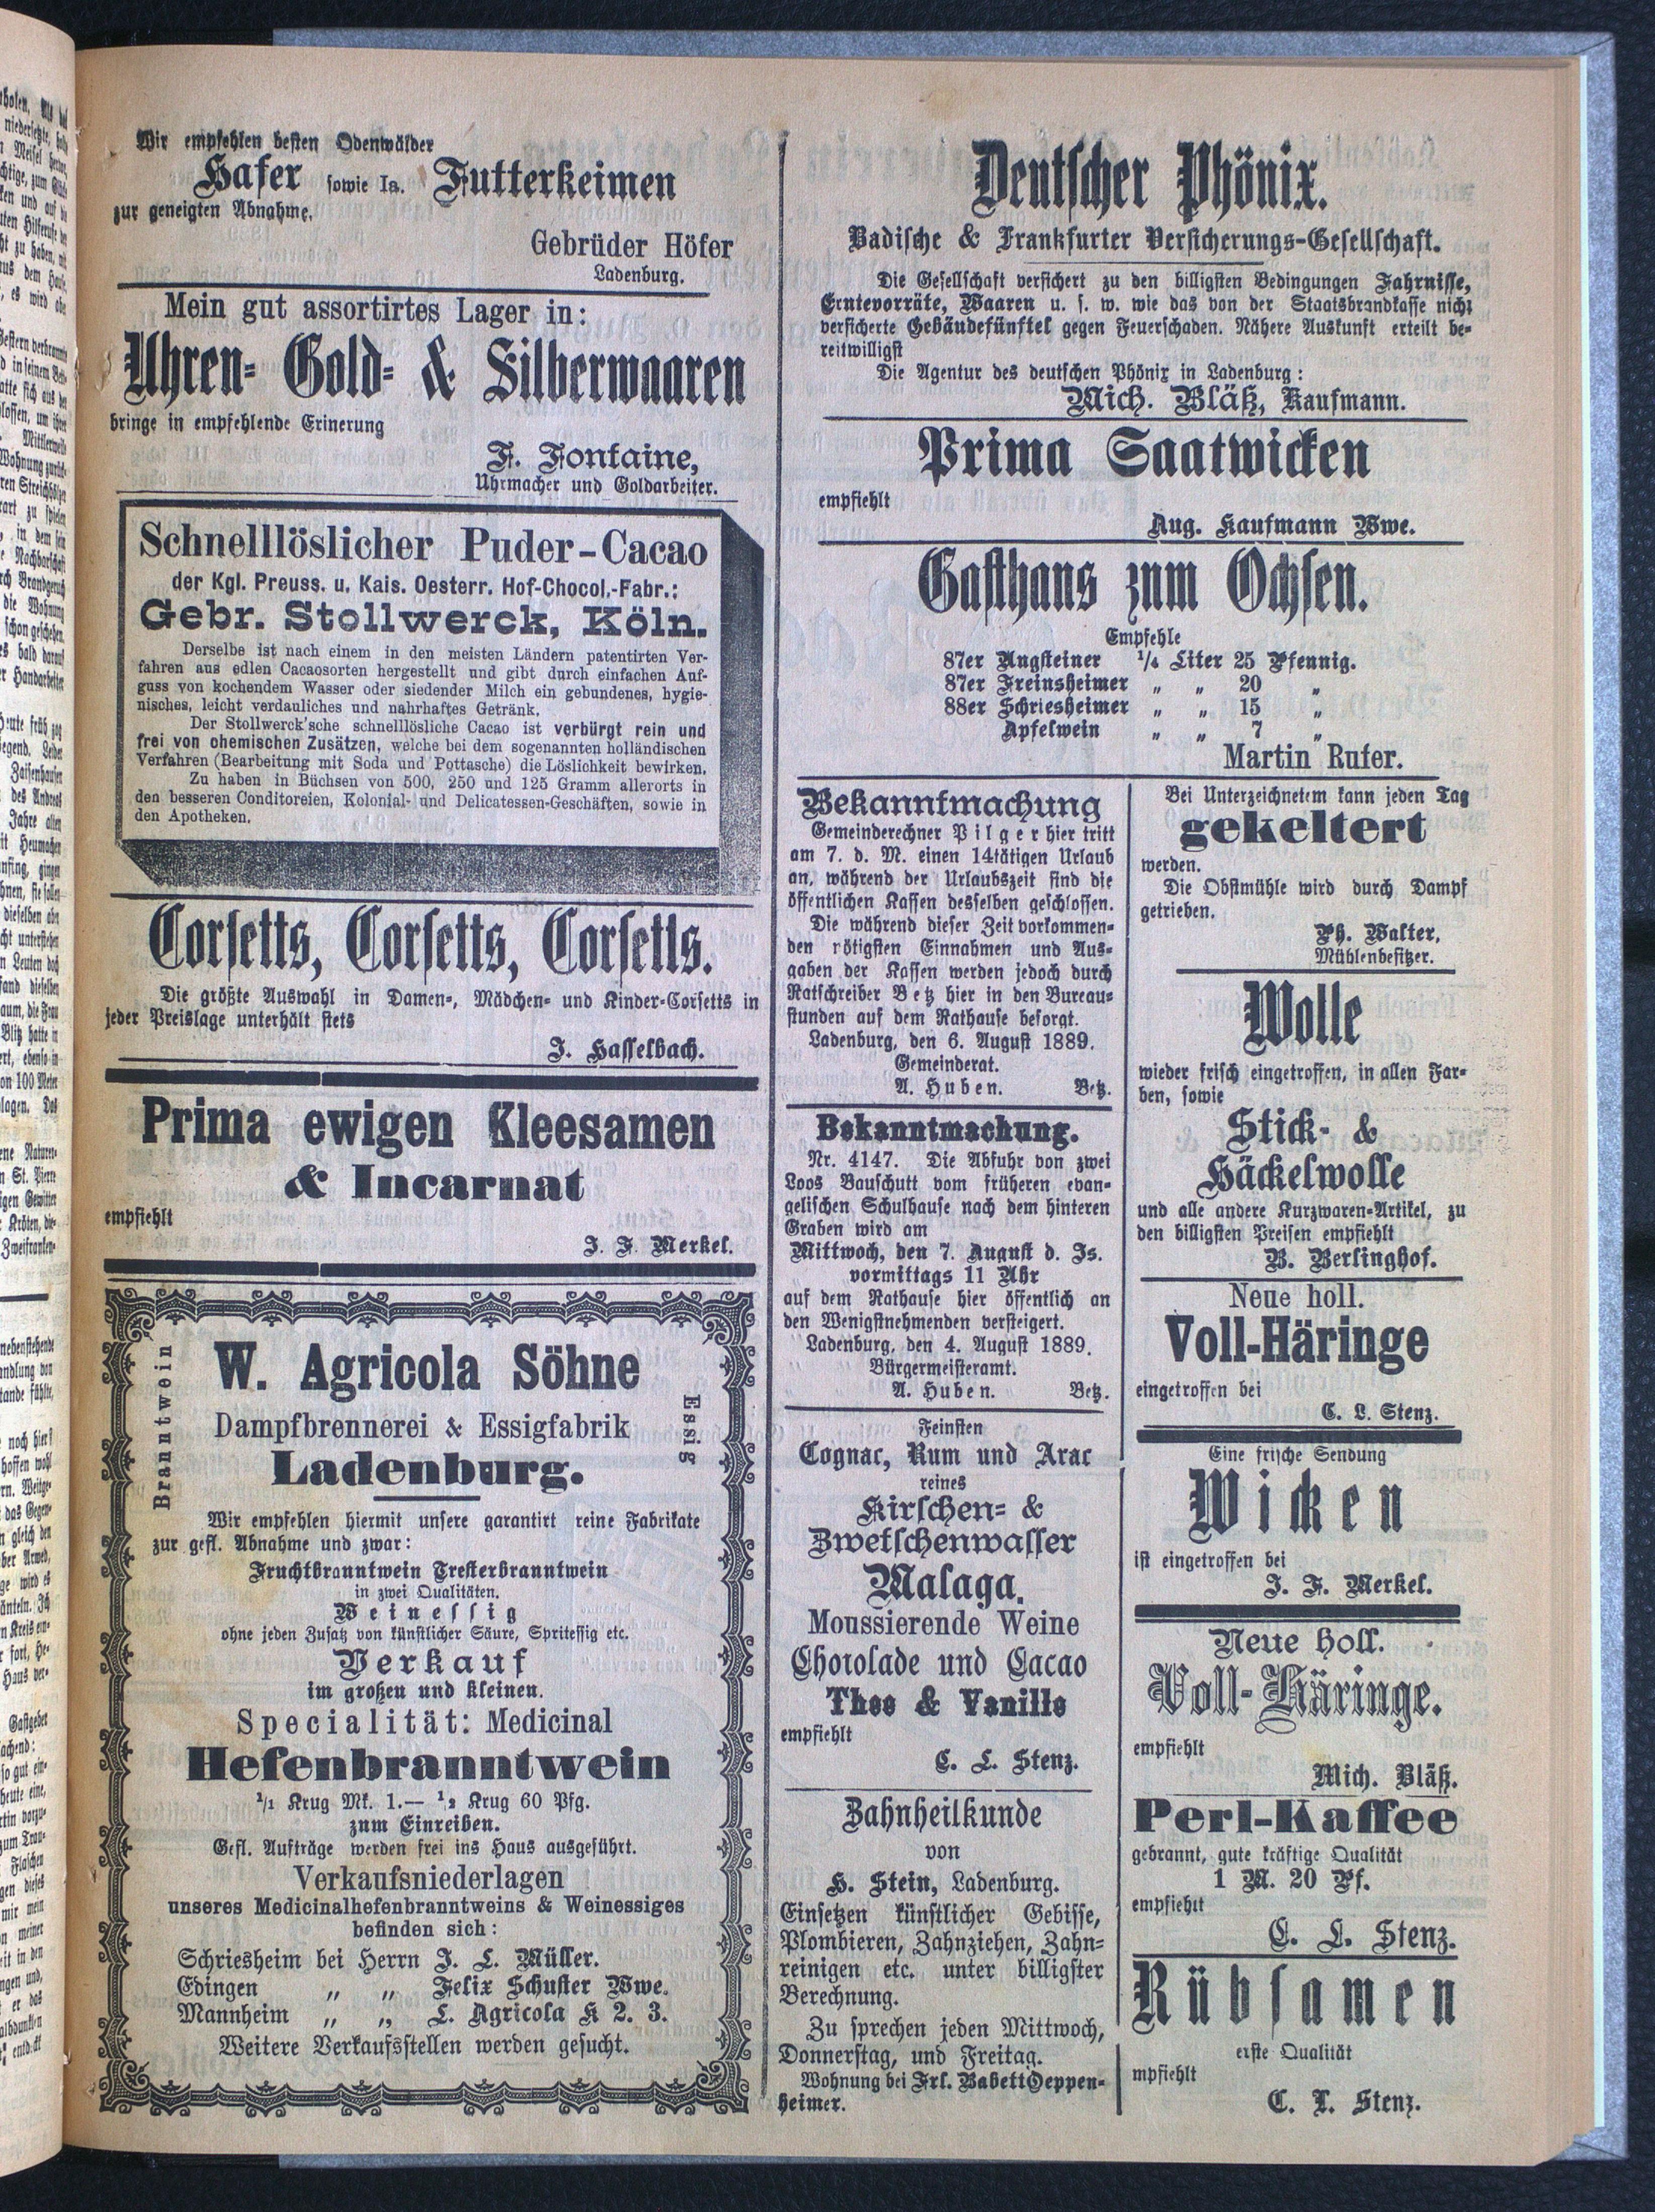 Wir empfehlen besten Odenwälder
Hafer sowie Ia. Futterkeimen
zur geneigten Abnahme.
Gebrüder Höfer
Ladenburg.
Mein gut assortirtes Lager in:
Uhren- Gold- & Silberwaaren
bringe in empfehlende Erinerung
F. Fontaine,
Uhrmacher und Goldarbeiter.
Schnelllöslicher Puder-Cacao
der Kgl. Preuss. u. Kais. Oesterr. Hof-Chocol.-Fabr.:
Gebr. Stollwerck, Köln.
Derselbe ist nach einem in den meisten Ländern patentirten Ver-
fahren aus edlen Cacaosorten hergestellt und gibt durch einfachen Auf-
guss von kochendem Wasser oder siedender Milch ein gebundenes, hygie-
nisches, leicht verdauliches und nahrhaftes Getränk.
Der Stollwerck'sche schnelllösliche Cacao ist verbürgt rein und
frei von chemischen Zusätzen, welche bei dem sogenannten holländischen
Verfahren (Bearbeitung mit Soda und Pottasche) die Löslichkeit bewirken.
Zu haben in Büchsen von 500, 250 und 125 Gramm allerorts in
den besseren Conditoreien, Kolonial- und Delicatessen-Geschäften, sowie in
den Apotheken.
Corsetts, Corsetts, Corsetts.
Die größte Auswahl in Damen-, Mädchen- und Kinder-Corsetts in
jeder Preislage unterhält stets
J. Hasselbach.
Prima ewigen Kleesamen
& Incarnat
empfiehlt
J. F. Merkel.
Branntwein
Essig
W. Agricola Söhne
Dampfbrennerei & Essigfabrik
Ladenburg.
Wir empfehlen hiermit unsere garantirt reine Fabrikate
zur gefl. Abnahme und zwar:
Fruchtbranntwein Tresterbranntwein
in zwei Qualitäten.
Weinessig
ohne jeden Zusatz von künstlicher Säure, Spritessig etc.
Verkauf
im großen und kleinen.
Specialität: Medicinal
Hefenbranntwein
1/1 Krug Mk. 1.— 1/2 Krug 60 Pfg.
zum Einreiben.
Gefl. Aufträge werden frei ins Haus ausgeführt.
Verkaufsniederlagen
unseres Medicinalhefenbranntweins & Weinessiges
befinden sich:
Schriesheim bei Herrn J. L. Müller.
Edingen „ „ Felix Schuster Wwe.
Mannheim „ „ L. Agricola K 2. 3.
Weitere Verkaufsstellen werden gesucht.
Deutscher Phönix.
Badische & Frankfurter Versicherungs-Gesellschaft.
Die Gesellschaft versichert zu den billigsten Bedingungen Fahrnisse,
Erntevorräte, Waaren u. s. w. wie das von der Staatsbrandkasse nicht
versicherte Gebäudefünftel gegen Feuerschaden. Nähere Auskunft erteilt be-
reitwilligst
Die Agentur des deutschen Phönix in Ladenburg:
Mich. Bläß, Kaufmann.
Prima Saatwicken
empfiehlt
Aug. Kaufmann Wwe.
Gasthaus zum Ochsen.
Empfehle
87er Angsteiner 1/4 Liter 25 Pfennig.
87er Freinsheimer „ „ 20 „
88er Schriesheimer „ „ 15 „
Apfelwein „ „ 7 „
Martin Rufer.
Bekanntmachung
Gemeinderechner Pilger hier tritt
am 7. d. M. einen 14tätigen Urlaub
an, während der Urlaubszeit sind die
öffentlichen Kassen desselben geschlossen.
Die während dieser Zeit vorkommen-
den nötigsten Einnahmen und Aus-
gaben der Kassen werden jedoch durch
Ratschreiber Betz hier in den Bureau-
stunden auf dem Rathause besorgt.
Ladenburg, den 6. August 1889.
Gemeinderat.
A. Huben. Betz.
Bekanntmachung.
Nr. 4147. Die Abfuhr von zwei
Loos Bauschutt vom früheren evan-
gelischen Schulhause nach dem hinteren
Graben wird am
Mittwoch, den 7. August d. Js.
vormittags 11 Uhr
auf dem Rathause hier öffentlich an
den Wenigstnehmenden versteigert.
Ladenburg, den 4. August 1889.
Bürgermeisteramt.
A. Huben. Betz.
Feinsten
Cognac, Rum und Arac
reines
Kirschen- &
Zwetschenwasser
Malaga.
Moussierende Weine
Chocolade und Cacao
Thee & Vanille
empfiehlt
C. L. Stenz.
Zahnheilkunde
von
H. Stein, Ladenburg.
Einsetzen künstlicher Gebisse,
Plombieren, Zahnziehen, Zahn-
reinigen etc. unter billigster
Berechnung.
Zu sprechen jeden Mittwoch,
Donnerstag, und Freitag.
Wohnung bei Frl. Babett Oeppen-
heimer.
Bei Unterzeichnetem kann jeden Tag
gekeltert
werden.
Die Obstmühle wird durch Dampf
getrieben.
Ph. Walter,
Mühlenbesitzer.
Wolle
wieder frisch eingetroffen, in allen Far-
ben, sowie
Stick- &
Häckelwolle
und alle andere Kurzwaren-Artikel, zu
den billigsten Preisen empfiehlt
B. Berlinghof.
Neue holl.
Voll-Häringe
eingetroffen bei
C. L. Stenz.
Eine frische Sendung
Wicken
ist eingetroffen bei
J. F. Merkel.
Neue holl.
Voll-Häringe.
empfiehlt
Mich. Bläß.
Perl-Kaffee
gebrannt, gute kräftige Qualität
1 M. 20 Pf.
empfiehlt
C. L. Stenz.
Rübsamen
erste Qualität
mpfiehlt
C. L. Stenz.